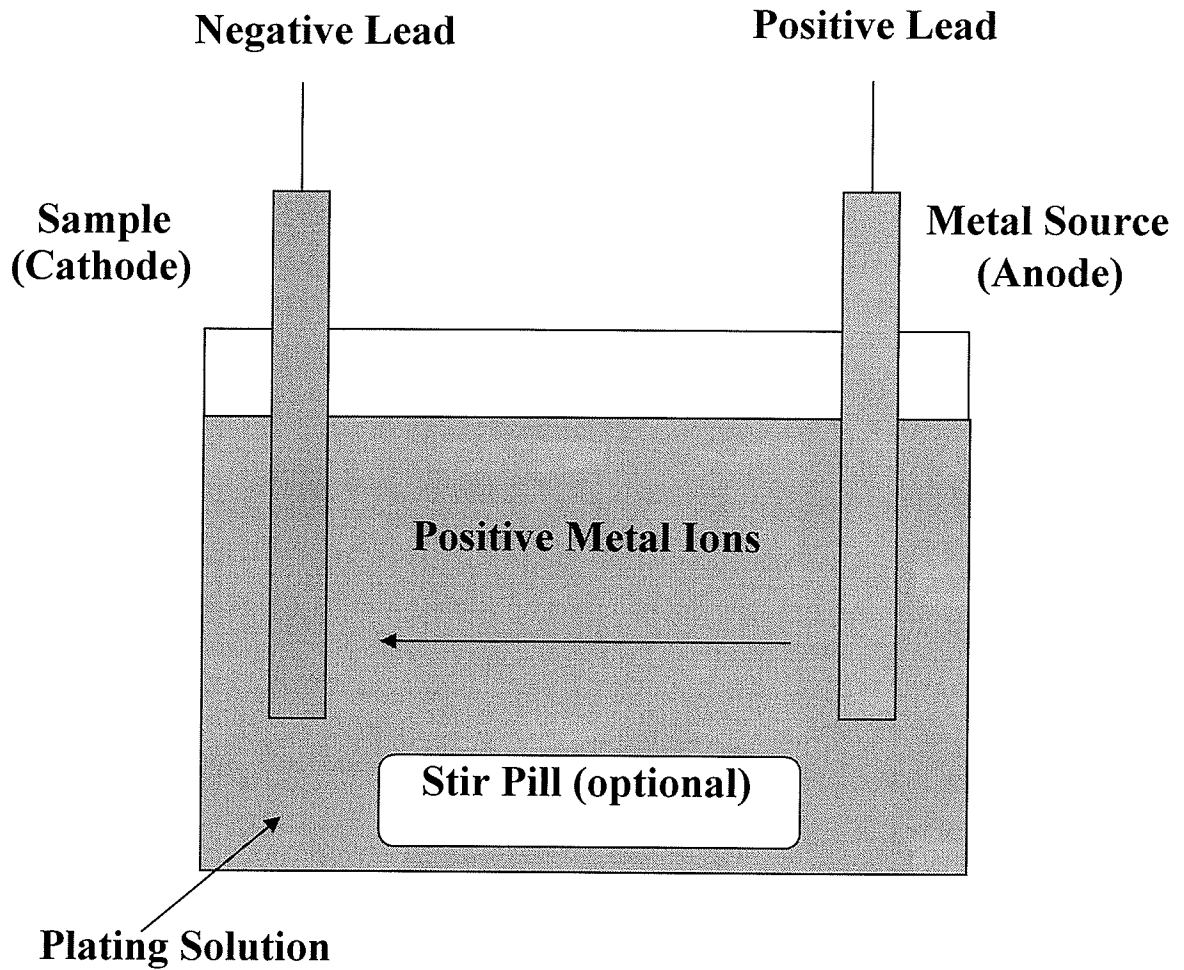 Negative Lead
Positive Lead
Sample
(Cathode)
Metal Source
(Anode)
Positive Metal Ions
Stir Pill (optional)
Plating Solution